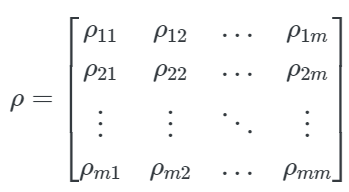 ρ = [ρ11 ρ12 ⋯ ρ1m
ρ21 ρ22 ⋯ ρ2m
⋮ ⋮ ⋱ ⋮
ρm1 ρm2 ⋯ ρmm]